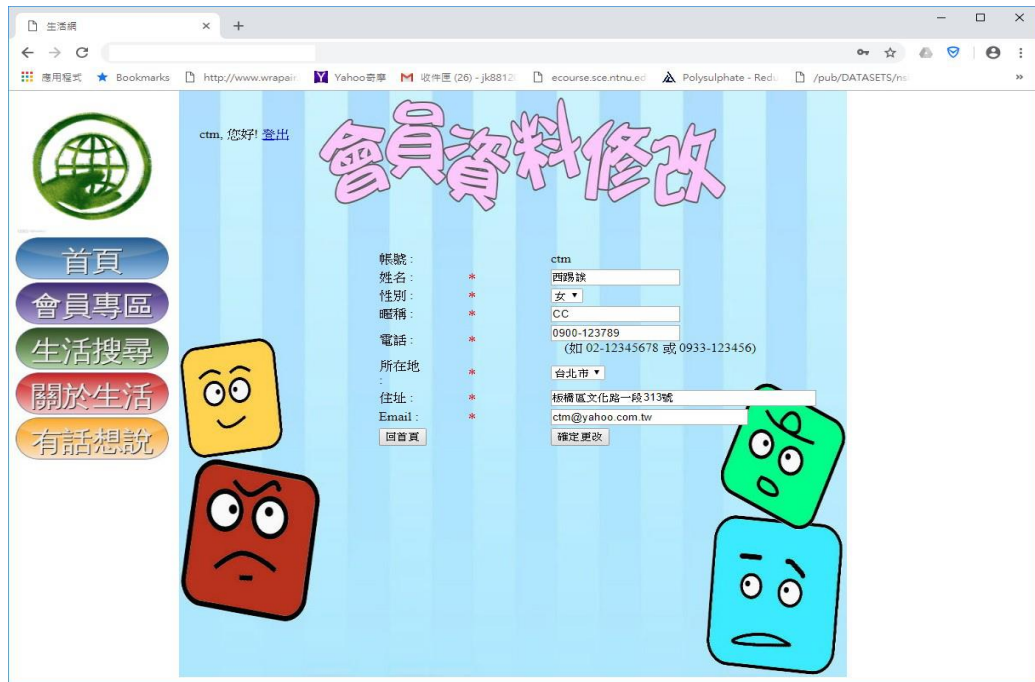 生活網
應用程式 Bookmarks http://www.wrapair Yahoo奇摩 收件匣 (26) - jk8812 ecourse.sce.ntnu.ed Polysulphate - Redu /pub/DATASETS/ns
ctm, 您好! 登出
會員資料修改
首頁
會員專區
生活搜尋
關於生活
有話想說
帳號 : ctm
姓名 : * 西踢誒
性別 : * 女
暱稱 : * CC
電話 : * 0900-123789
(如 02-12345678 或 0933-123456)
所在地 : * 台北市
住址 : * 板橋區文化路一段313號
Email : * ctm@yahoo.com.tw
回首頁 確定更改